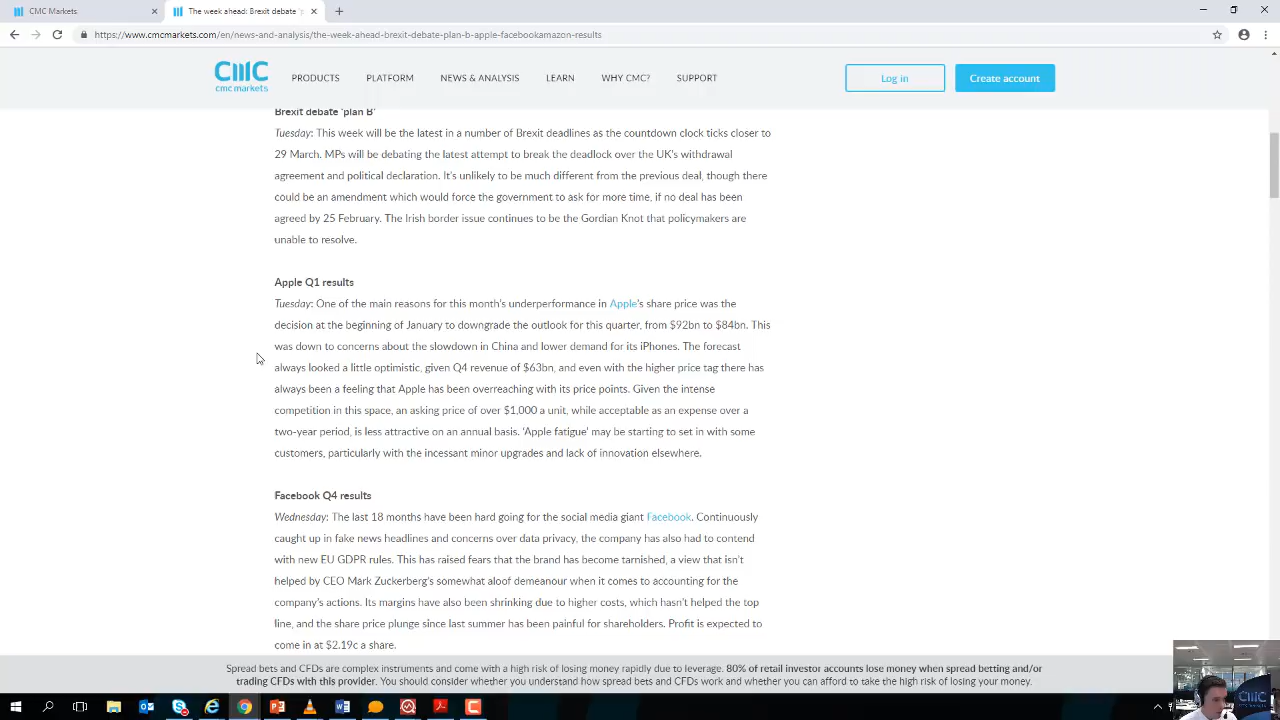 CMC Markets
The week ahead: Brexit debate 'p
https://www.cmcmarkets.com/en/news-and-analysis/the-week-ahead-brexit-debate-plan-b-apple-facebookamazon-results
CMC
cmc markets
PRODUCTS PLATFORM NEWS & ANALYSIS LEARN WHY CMC? SUPPORT
Log in
Create account
Brexit debate 'plan B'
Tuesday: This week will be the latest in a number of Brexit deadlines as the countdown clock ticks closer to
29 March. MPs will be debating the latest attempt to break the deadlock over the UK's withdrawal
agreement and political declaration. It's unlikely to be much different from the previous deal, though there
could be an amendment which would force the government to ask for more time, if no deal has been
agreed by 25 February. The Irish border issue continues to be the Gordian Knot that policymakers are
unable to resolve.
Apple Q1 results
Tuesday: One of the main reasons for this month's underperformance in Apple's share price was the
decision at the beginning of January to downgrade the outlook for this quarter, from $92bn to $84bn. This
was down to concerns about the slowdown in China and lower demand for its iPhones. The forecast
always looked a little optimistic, given Q4 revenue of $63bn, and even with the higher price tag there has
always been a feeling that Apple has been overreaching with its price points. Given the intense
competition in this space, an asking price of over $1,000 a unit, while acceptable as an expense over a
two-year period, is less attractive on an annual basis. 'Apple fatigue' may be starting to set in with some
customers, particularly with the incessant minor upgrades and lack of innovation elsewhere.
Facebook Q4 results
Wednesday: The last 18 months have been hard going for the social media giant Facebook. Continuously
caught up in fake news headlines and concerns over data privacy, the company has also had to contend
with new EU GDPR rules. This has raised fears that the brand has become tarnished, a view that isn't
helped by CEO Mark Zuckerberg's somewhat aloof demeanour when it comes to accounting for the
company's actions. Its margins have also been shrinking due to higher costs, which hasn't helped the top
line, and the share price plunge since last summer has been painful for shareholders. Profit is expected to
come in at $2.19c a share.
Spread bets and CFDs are complex instruments and come with a high risk of losing money rapidly due to leverage. 80% of retail investor accounts lose money when spread betting and/or
trading CFDs with this provider. You should consider whether you understand how spread bets and CFDs work and whether you can afford to take the high risk of losing your money.
CMC